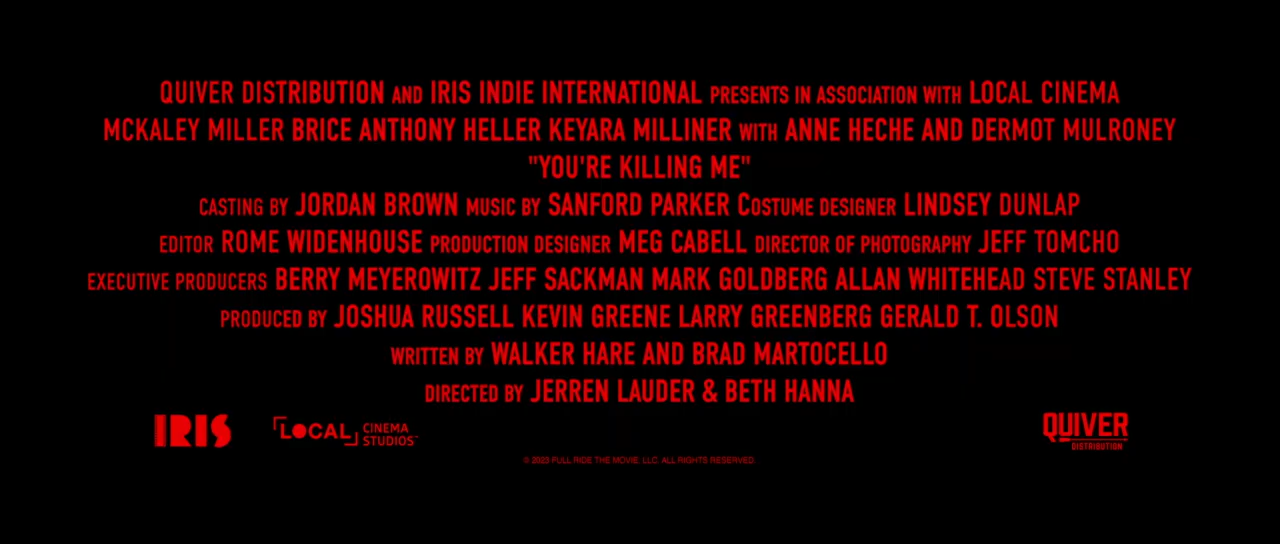 QUIVER DISTRIBUTION AND IRIS INDIE INTERNATIONAL PRESENTS IN ASSOCIATION WITH LOCAL CINEMA
MCKALEY MILLER BRICE ANTHONY HELLER KEYARA MILLINER WITH ANNE HECHE AND DERMOT MULRONEY
"YOU'RE KILLING ME"
CASTING BY JORDAN BROWN MUSIC BY SANFORD PARKER COSTUME DESIGNER LINDSEY DUNLAP
EDITOR ROME WIDENHOUSE PRODUCTION DESIGNER MEG CABELL DIRECTOR OF PHOTOGRAPHY JEFF TOMCHO
EXECUTIVE PRODUCERS BERRY MEYEROWITZ JEFF SACKMAN MARK GOLDBERG ALLAN WHITEHEAD STEVE STANLEY
PRODUCED BY JOSHUA RUSSELL KEVIN GREENE LARRY GREENBERG GERALD T. OLSON
WRITTEN BY WALKER HARE AND BRAD MARTOCELLO
DIRECTED BY JERREN LAUDER & BETH HANNA
IRIS
LOCAL CINEMA
STUDIOS™
QUIVER
DISTRIBUTION
© 2023 FULL RIDE THE MOVIE, LLC. ALL RIGHTS RESERVED.